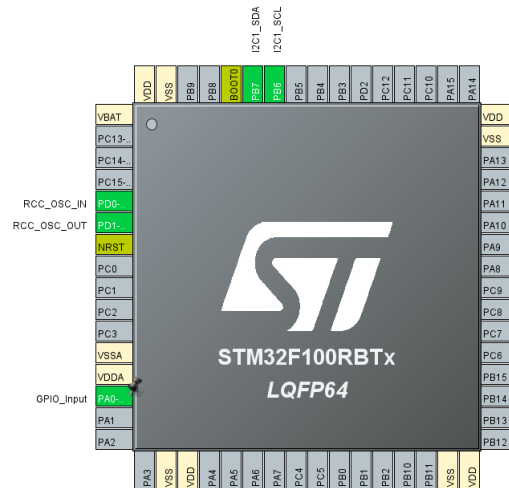 I2C1_SDA
I2C1_SCL
VDD
VSS
PB9
PB8
BOOT0
PB7
PB6
PB5
PB4
PB3
PD2
PC12
PC11
PC10
PA15
PA14
VBAT
PC13-..
PC14-..
PC15-..
RCC_OSC_IN PD0-..
RCC_OSC_OUT PD1-..
NRST
PC0
PC1
PC2
PC3
VSSA
VDDA
GPIO_Input PA0-..
PA1
PA2
ST
STM32F100RBTx
LQFP64
VDD
VSS
PA13
PA12
PA11
PA10
PA9
PA8
PC9
PC8
PC7
PC6
PB15
PB14
PB13
PB12
PA3
VSS
VDD
PA4
PA5
PA6
PA7
PC4
PC5
PB0
PB1
PB2
PB10
PB11
VSS
VDD